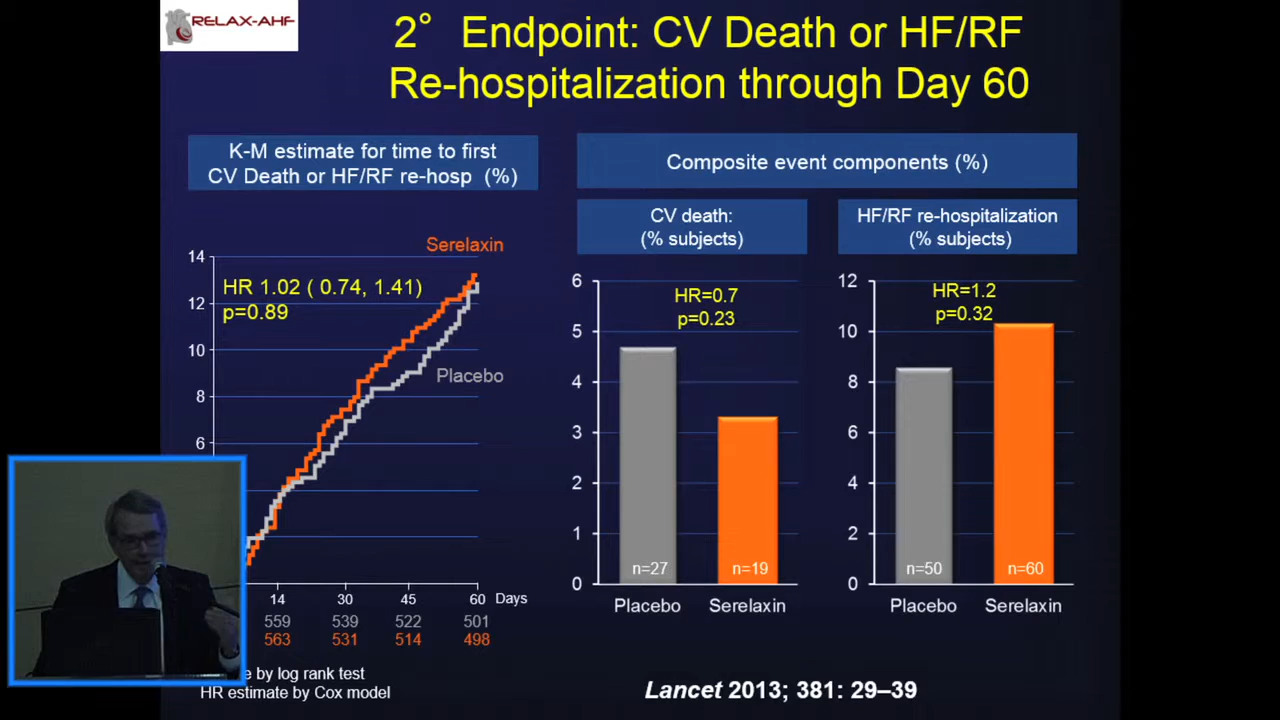 RELAX-AHF
2° Endpoint: CV Death or HF/RF
Re-hospitalization through Day 60
K-M estimate for time to first
CV Death or HF/RF re-hosp (%)
Composite event components (%)
CV death:
(% subjects)
HF/RF re-hospitalization
(% subjects)
Serelaxin
14
HR 1.02 ( 0.74, 1.41)
p=0.89
12
10
Placebo
8
6
14
30
45
60
Days
559
539
522
501
563
531
514
498
6
HR=0.7
p=0.23
5
4
3
2
1
0
n=27
n=19
Placebo
Serelaxin
12
HR=1.2
p=0.32
10
8
6
4
2
0
n=50
n=60
Placebo
Serelaxin
by log rank test
HR estimate by Cox model
Lancet 2013; 381: 29–39